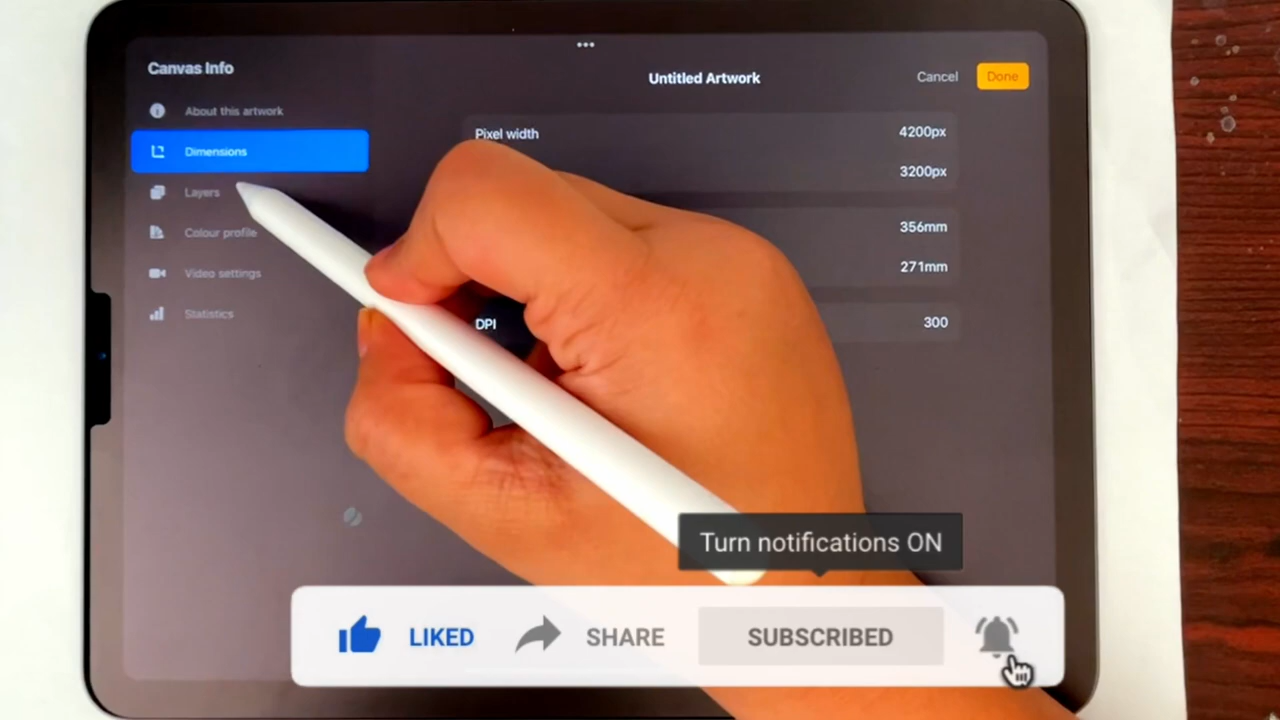 Canvas Info
Untitled Artwork
Cancel
Done
About this artwork
Dimensions
Layers
Colour profile
Video settings
Statistics
Pixel width 4200px
3200px
356mm
271mm
DPI 300
Turn notifications ON
LIKED SHARE SUBSCRIBED